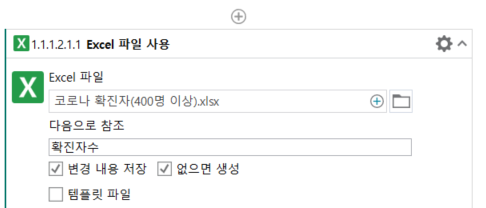 1.1.1.2.1.1 Excel 파일 사용
Excel 파일
코로나 확진자(400명 이상).xlsx
다음으로 참조
확진자수
변경 내용 저장 없으면 생성
템플릿 파일